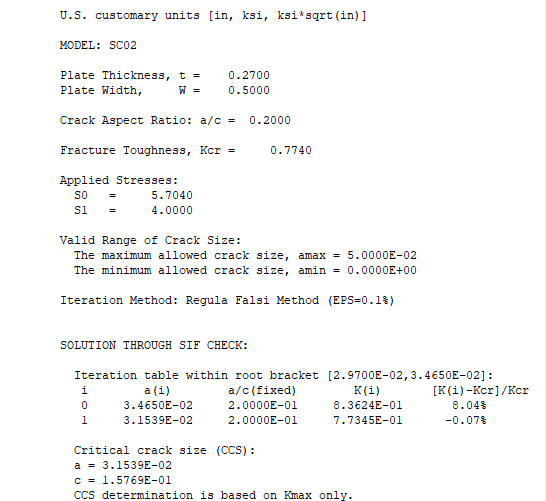 U.S. customary units [in, ksi, ksi*sqrt(in)]
MODEL: SC02
Plate Thickness, t = 0.2700
Plate Width, W = 0.5000
Crack Aspect Ratio: a/c = 0.2000
Fracture Toughness, Kcr = 0.7740
Applied Stresses:
S0 = 5.7040
S1 = 4.0000
Valid Range of Crack Size:
The maximum allowed crack size, amax = 5.0000E-02
The minimum allowed crack size, amin = 0.0000E+00
Iteration Method: Regula Falsi Method (EPS=0.1%)
SOLUTION THROUGH SIF CHECK:
Iteration table within root bracket [2.9700E-02,3.4650E-02]:
i a(i) a/c(fixed) K(i) [K(i)-Kcr]/Kcr
0 3.4650E-02 2.0000E-01 8.3624E-01 8.04%
1 3.1539E-02 2.0000E-01 7.7345E-01 -0.07%
Critical crack size (CCS):
a = 3.1539E-02
c = 1.5769E-01
CCS determination is based on Kmax only.